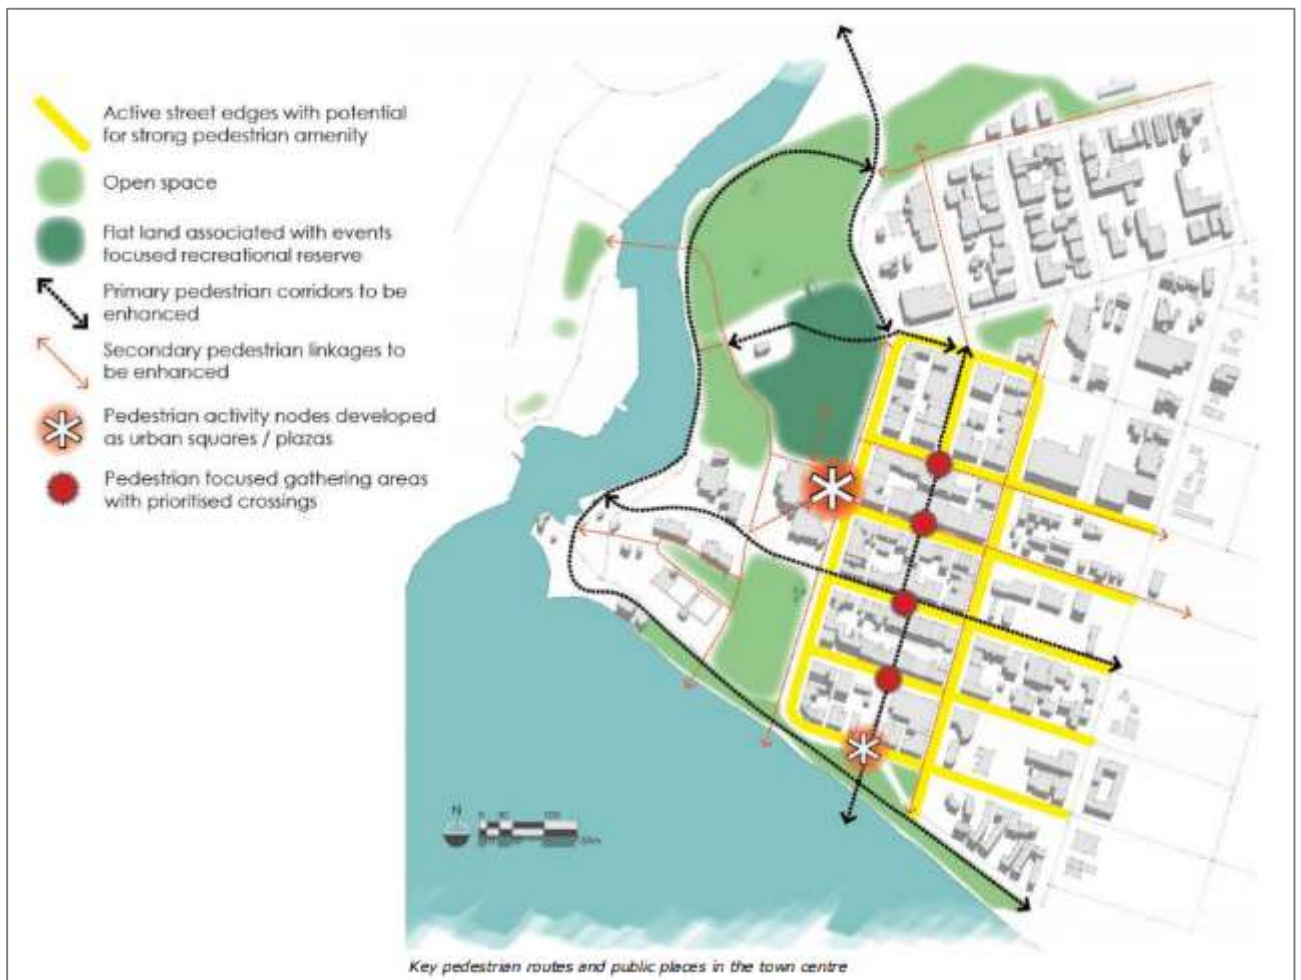 Active street edges with potential
for strong pedestrian amenity
Open space
Flat land associated with events
focused recreational reserve
Primary pedestrian corridors to be
enhanced
Secondary pedestrian linkages to
be enhanced
Pedestrian activity nodes developed
as urban squares / plazas
Pedestrian focused gathering areas
with prioritised crossings
N
Key pedestrian routes and public places in the town centre